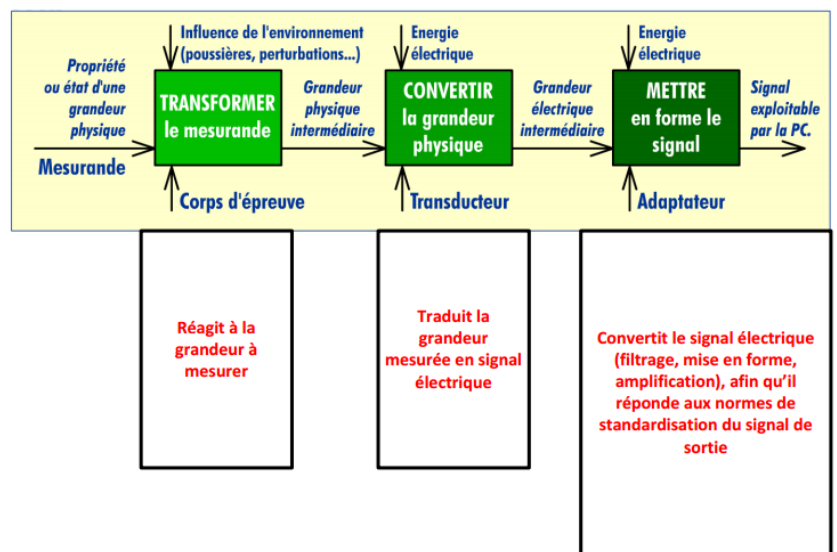 Influence de l'environnement
(poussières, perturbations...)
Energie
électrique
Energie
électrique
Propriété
ou état d'une
grandeur
physique
Mesurande
TRANSFORMER
le mesurande
Grandeur
physique
intermédiaire
CONVERTIR
la grandeur
physique
Grandeur
électrique
intermédiaire
METTRE
en forme le
signal
Signal
exploitable
par la PC.
Corps d'épreuve
Transducteur
Adaptateur
Réagit à la
grandeur à
mesurer
Traduit la
grandeur
mesurée en signal
électrique
Convertit le signal électrique
(filtrage, mise en forme,
amplification), afin qu’il
réponde aux normes de
standardisation du signal de
sortie